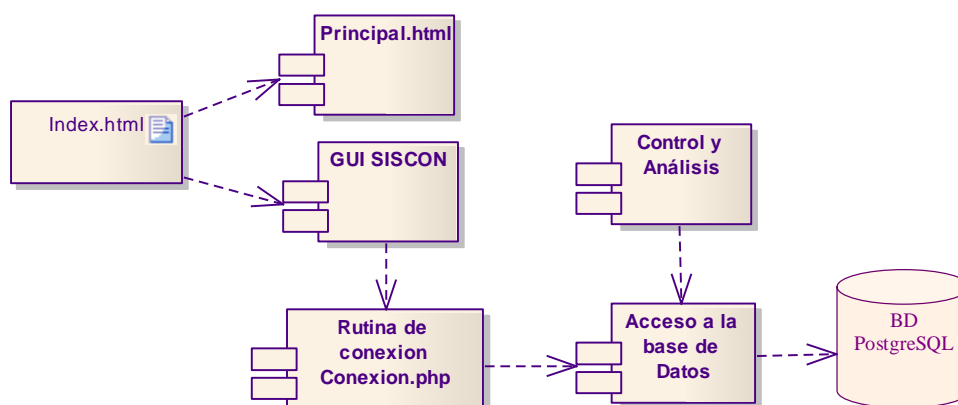 Principal.html
Index.html
GUI SISCON
Control y
Análisis
Rutina de
conexion
Conexion.php
Acceso a la
base de
Datos
BD
PostgreSQL